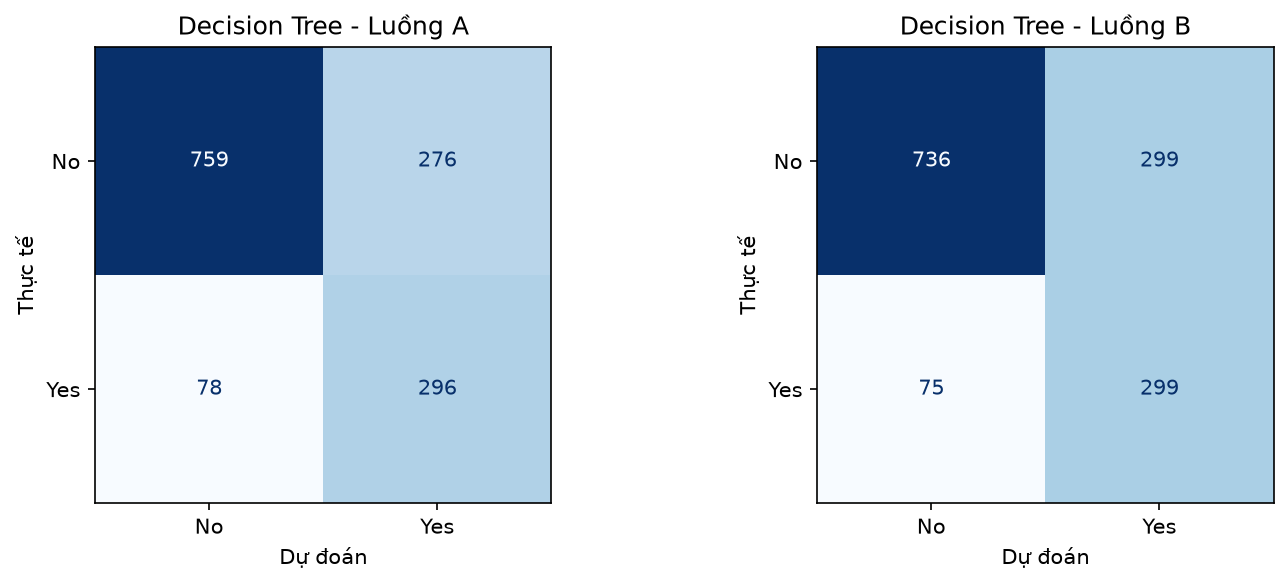 Decision Tree - Luồng A
No
759
276
Thực tế
Yes
78
296
No
Yes
Dự đoán
Decision Tree - Luồng B
No
736
299
Thực tế
Yes
75
299
No
Yes
Dự đoán